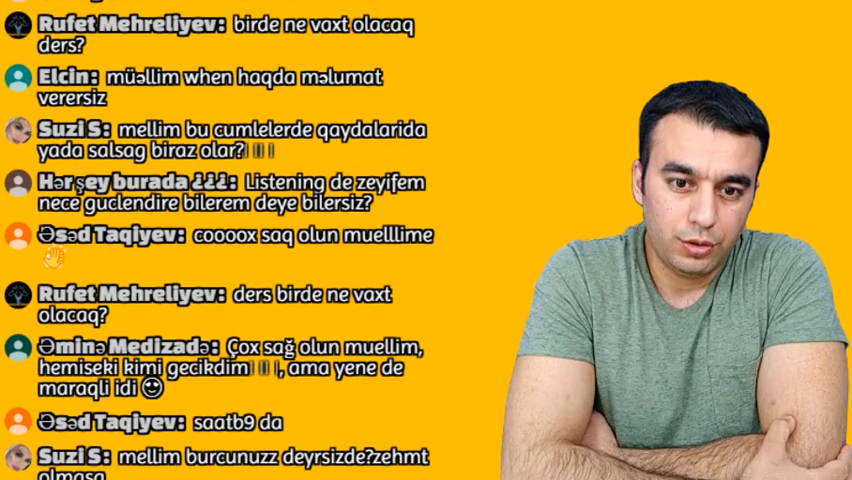 Rufet Mehreliyev: birde ne vaxt olacaq
ders?
Elcin: müəllim when haqda məlumat
verersiz
Suzi S: mellim bu cumlelerde qaydalarida
yada salsag biraz olar?
Hər şey burada ¿¿¿: Listening de zeyifem
nece guclendire bilerem deye bilersiz?
Əsəd Taqiyev: coooox saq olun muelllime
👏
Rufet Mehreliyev: ders birde ne vaxt
olacaq?
Əminə Medizadə: Çox sağ olun muellim,
hemiseki kimi gecikdim, ama yene de
maraqli idi 😍
Əsəd Taqiyev: saatb9 da
Suzi S: mellim burcunuzz deyrsizde?zehmt
olmasa